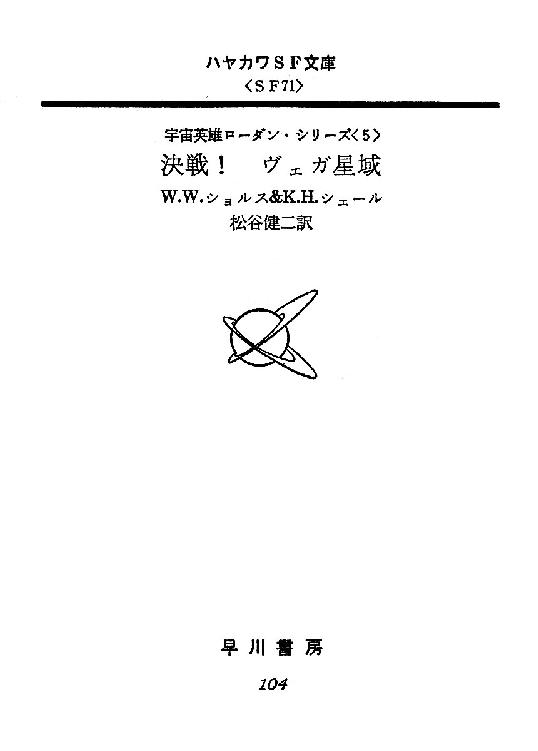 ハヤカワSF文庫
〈SF71〉
宇宙英雄ローダン・シリーズ〈5〉
決戦！　ヴェガ星域
W.W.ショルス&K.H.シェール
松谷健二訳
早川書房
104